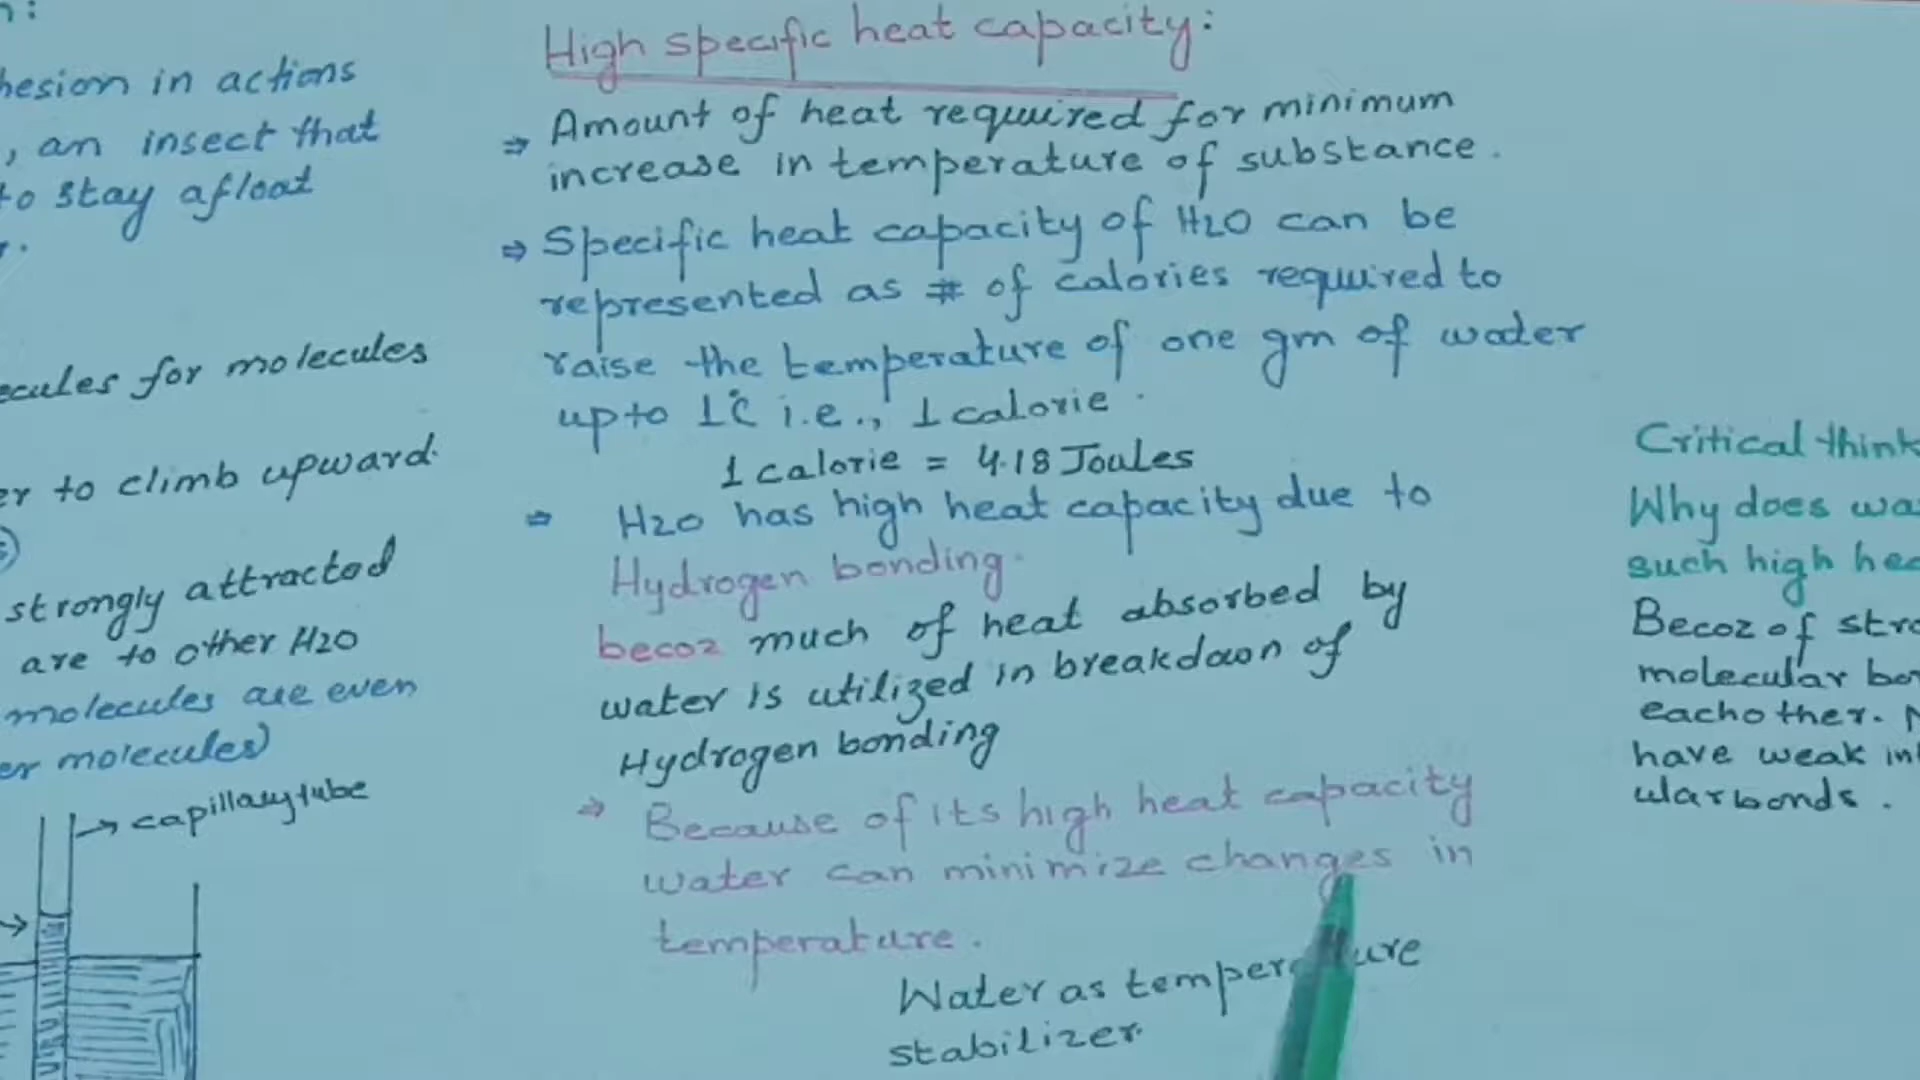 :
hesion in actions
, an insect that
to stay afloat
ecules for molecules
er to climb upward.
strongly attracted
are to other H2O
molecules are even
er molecules)
capillary tube
High specific heat capacity:
⇒ Amount of heat required for minimum
increase in temperature of substance.
⇒ Specific heat capacity of H2O can be
represented as # of calories required to
raise the temperature of one gm of water
upto 1°C i.e., 1 calorie.
1 calorie = 4.18 Joules
⇒ H2O has high heat capacity due to
Hydrogen bonding.
becoz much of heat absorbed by
water is utilized in breakdown of
Hydrogen bonding
⇒ Because of its high heat capacity
water can minimize changes in
temperature.
Water as temperature
stabilizer.
Critical think
Why does wa
such high hea
Becoz of stro
molecular bo
eachother.
have weak in
ular bonds.